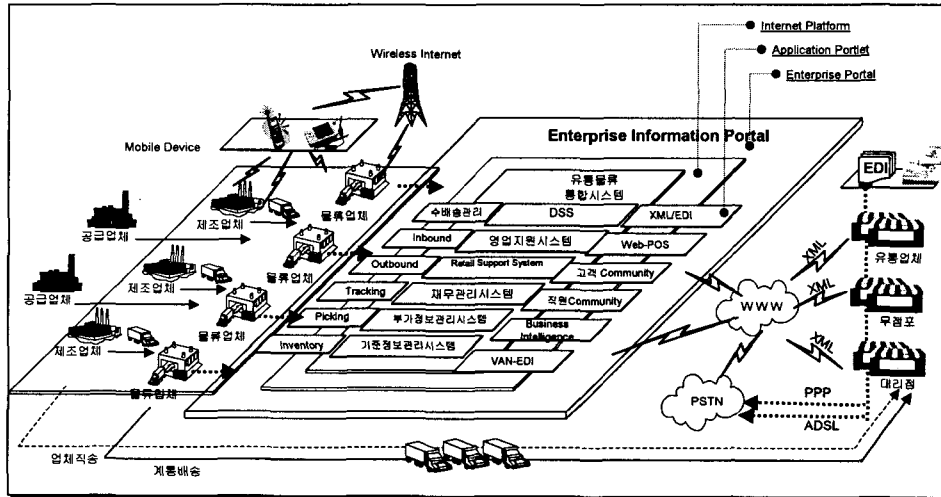 Internet Platform
Application Portlet
Enterprise Portal
Wireless Internet
Mobile Device
Enterprise Information Portal
EDI
유통물류
통합시스템
수배송관리
DSS
XML/EDI
Inbound
영업지원시스템
Web-POS
Outbound
Retail Support System
고객 Community
Tracking
재무관리시스템
직원Community
Picking
부가정보관리시스템
Business
Intelligence
Inventory
기준정보관리시스템
VAN-EDI
공급업체
제조업체
물류업체
물류업체
공급업체
제조업체
물류업체
제조업체
물류업체
XML
XML
XML
WWW
PSTN
유통업체
무점포
대리점
PPP
ADSL
업체직송
계통배송